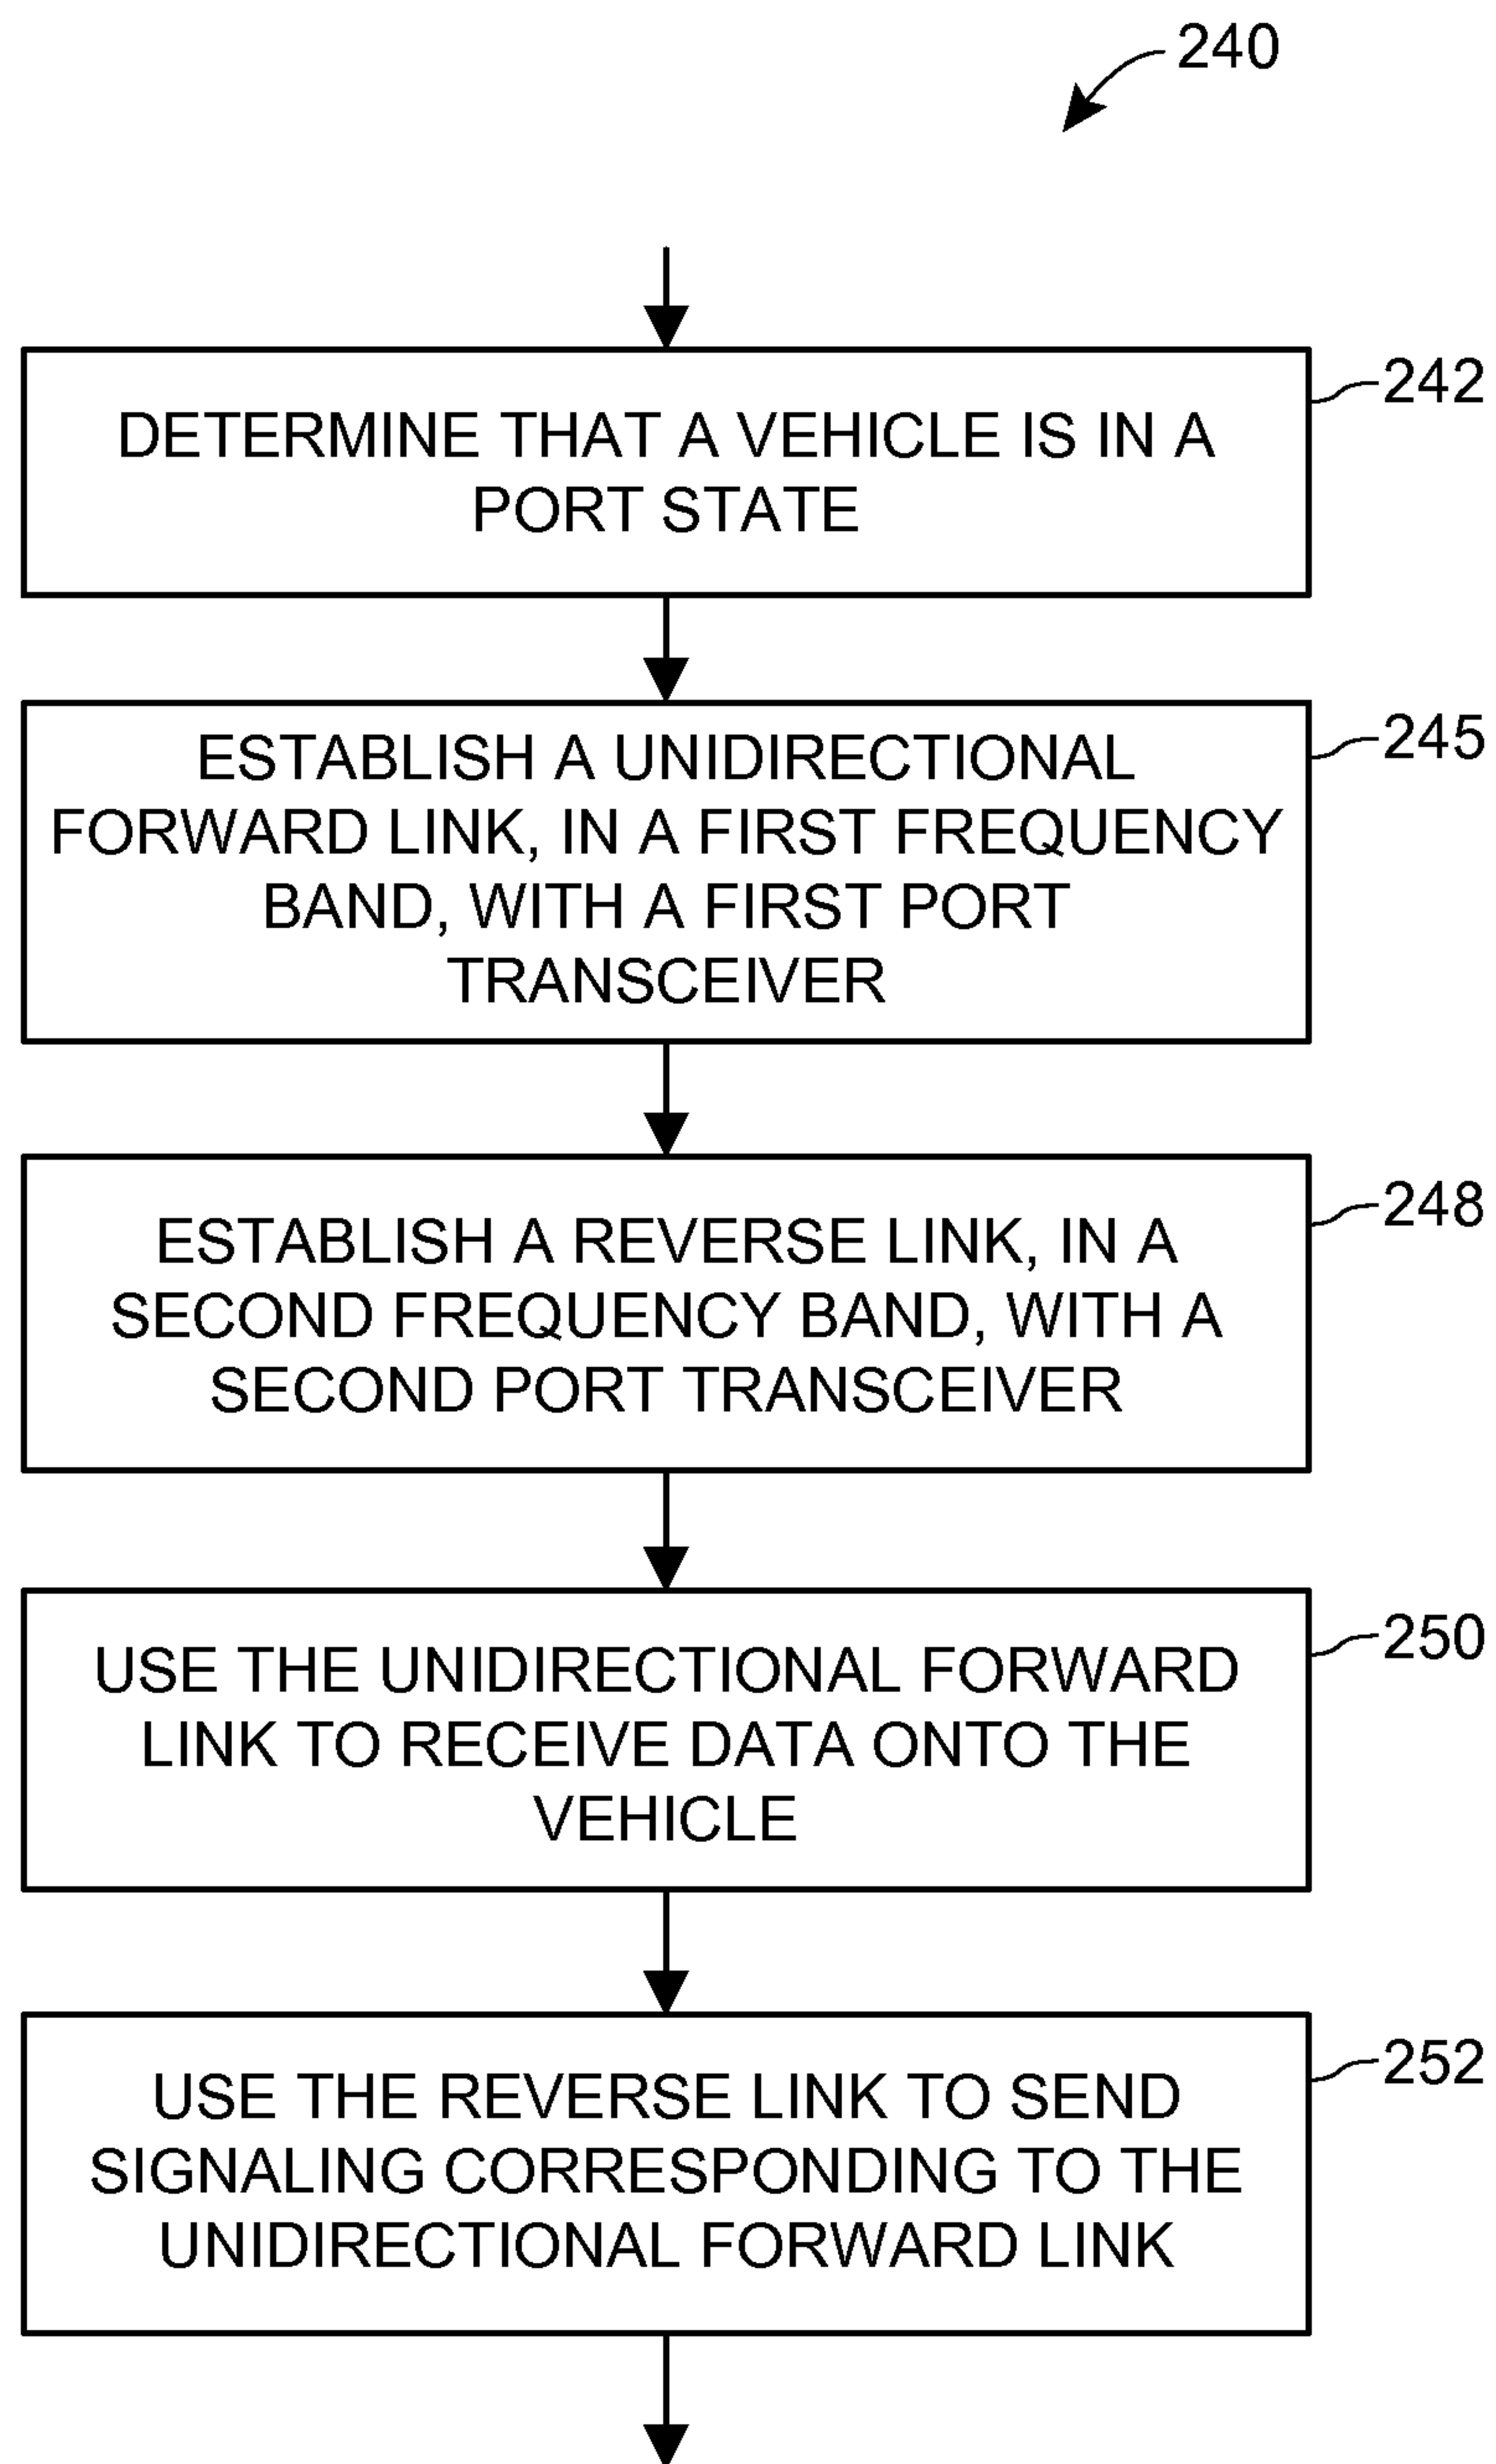 240
242
DETERMINE THAT A VEHICLE IS IN A
PORT STATE
245
ESTABLISH A UNIDIRECTIONAL
FORWARD LINK, IN A FIRST FREQUENCY
BAND, WITH A FIRST PORT
TRANSCEIVER
248
ESTABLISH A REVERSE LINK, IN A
SECOND FREQUENCY BAND, WITH A
SECOND PORT TRANSCEIVER
250
USE THE UNIDIRECTIONAL FORWARD
LINK TO RECEIVE DATA ONTO THE
VEHICLE
252
USE THE REVERSE LINK TO SEND
SIGNALING CORRESPONDING TO THE
UNIDIRECTIONAL FORWARD LINK